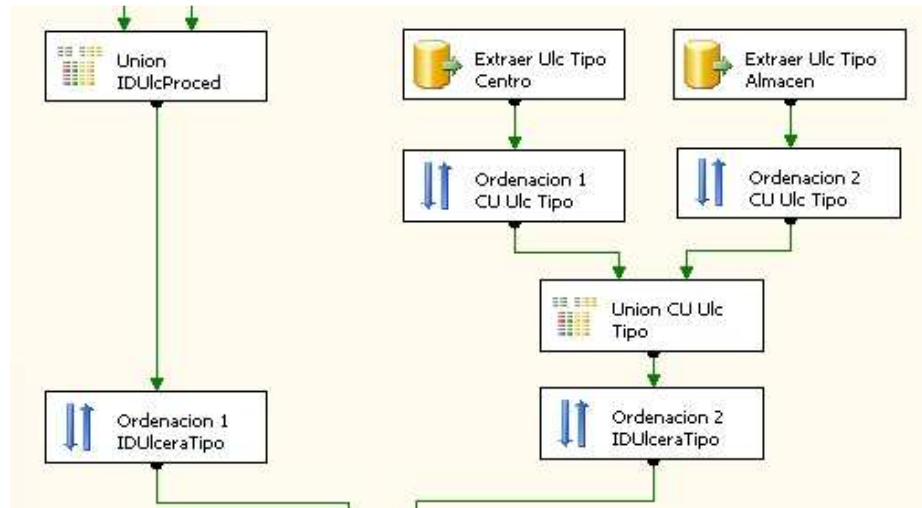 Union
IDUlcProced
Extraer Ulc Tipo
Centro
Extraer Ulc Tipo
Almacen
Ordenacion 1
CU Ulc Tipo
Ordenacion 2
CU Ulc Tipo
Union CU Ulc
Tipo
Ordenacion 1
IDUlceraTipo
Ordenacion 2
IDUlceraTipo